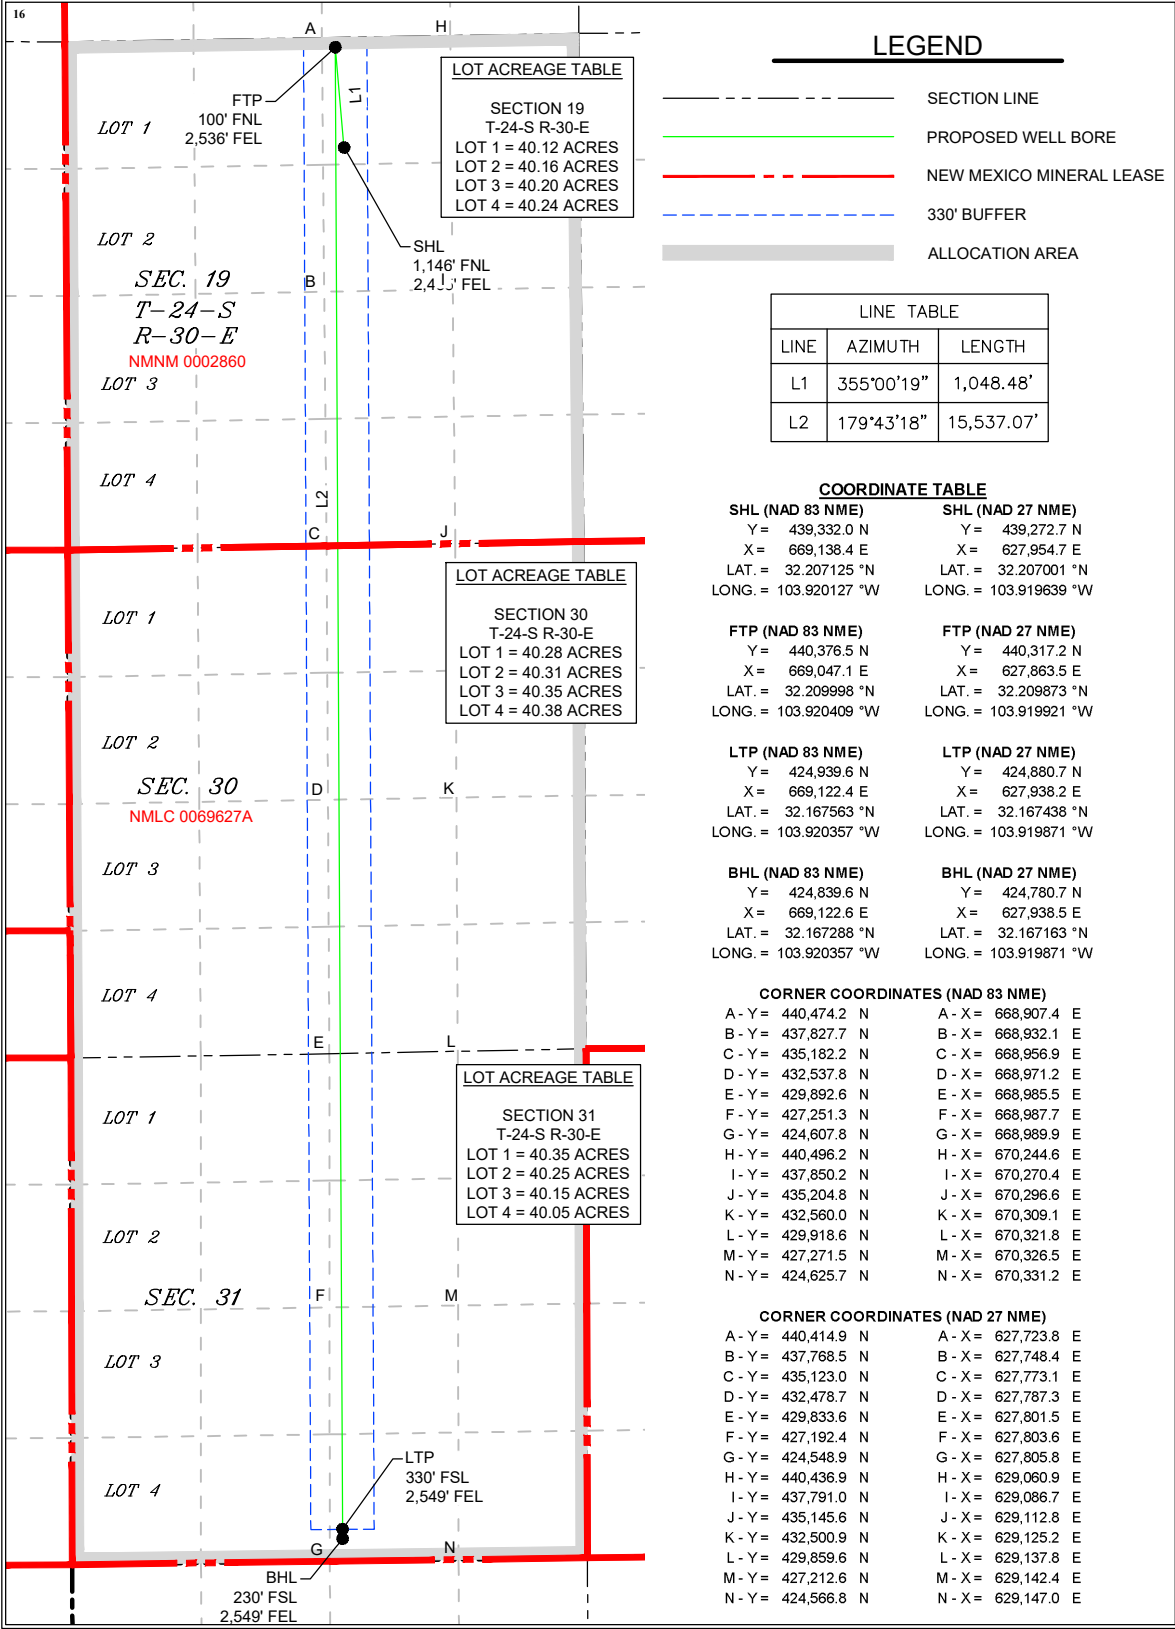 16
A
H
FTP
100' FNL
2,536' FEL
L1
LOT ACREAGE TABLE
SECTION 19
T-24-S R-30-E
LOT 1 = 40.12 ACRES
LOT 2 = 40.16 ACRES
LOT 3 = 40.20 ACRES
LOT 4 = 40.24 ACRES
LOT 1
LOT 2
SHL
1,146' FNL
FEL
SEC. 19
T-24-S
R-30-E
NMNM 0002860
B
I
LOT 3
LOT 4
L2
C
J
LOT ACREAGE TABLE
SECTION 30
T-24-S R-30-E
LOT 1 = 40.28 ACRES
LOT 2 = 40.31 ACRES
LOT 3 = 40.35 ACRES
LOT 4 = 40.38 ACRES
LOT 1
LOT 2
SEC. 30
NMLC 0069627A
D
K
LOT 3
LOT 4
E
L
LOT ACREAGE TABLE
SECTION 31
T-24-S R-30-E
LOT 1 = 40.35 ACRES
LOT 2 = 40.25 ACRES
LOT 3 = 40.15 ACRES
LOT 4 = 40.05 ACRES
LOT 1
LOT 2
SEC. 31
F
M
LOT 3
LOT 4
LTP
330' FSL
2,549' FEL
G
N
BHL
230' FSL
2,549' FEL
LEGEND
SECTION LINE
PROPOSED WELL BORE
NEW MEXICO MINERAL LEASE
330' BUFFER
ALLOCATION AREA
LINE TABLE
LINE AZIMUTH LENGTH
L1 355°00'19" 1,048.48'
L2 179°43'18" 15,537.07'
COORDINATE TABLE
SHL (NAD 83 NME) SHL (NAD 27 NME)
Y = 439,332.0 N Y = 439,272.7 N
X = 669,138.4 E X = 627,954.7 E
LAT. = 32.207125 °N LAT. = 32.207001 °N
LONG. = 103.920127 °W LONG. = 103.919639 °W
FTP (NAD 83 NME) FTP (NAD 27 NME)
Y = 440,376.5 N Y = 440,317.2 N
X = 669,047.1 E X = 627,863.5 E
LAT. = 32.209998 °N LAT. = 32.209873 °N
LONG. = 103.920409 °W LONG. = 103.919921 °W
LTP (NAD 83 NME) LTP (NAD 27 NME)
Y = 424,939.6 N Y = 424,880.7 N
X = 669,122.4 E X = 627,938.2 E
LAT. = 32.167563 °N LAT. = 32.167438 °N
LONG. = 103.920357 °W LONG. = 103.919871 °W
BHL (NAD 83 NME) BHL (NAD 27 NME)
Y = 424,839.6 N Y = 424,780.7 N
X = 669,122.6 E X = 627,938.5 E
LAT. = 32.167288 °N LAT. = 32.167163 °N
LONG. = 103.920357 °W LONG. = 103.919871 °W
CORNER COORDINATES (NAD 83 NME)
A - Y = 440,474.2 N A - X = 668,907.4 E
B - Y = 437,827.7 N B - X = 668,932.1 E
C - Y = 435,182.2 N C - X = 668,956.9 E
D - Y = 432,537.8 N D - X = 668,971.2 E
E - Y = 429,892.6 N E - X = 668,985.5 E
F - Y = 427,251.3 N F - X = 668,987.7 E
G - Y = 424,607.8 N G - X = 668,989.9 E
H - Y = 440,496.2 N H - X = 670,244.6 E
I - Y = 437,850.2 N I - X = 670,270.4 E
J - Y = 435,204.8 N J - X = 670,296.6 E
K - Y = 432,560.0 N K - X = 670,309.1 E
L - Y = 429,918.6 N L - X = 670,321.8 E
M - Y = 427,271.5 N M - X = 670,326.5 E
N - Y = 424,625.7 N N - X = 670,331.2 E
CORNER COORDINATES (NAD 27 NME)
A - Y = 440,414.9 N A - X = 627,723.8 E
B - Y = 437,768.5 N B - X = 627,748.4 E
C - Y = 435,123.0 N C - X = 627,773.1 E
D - Y = 432,478.7 N D - X = 627,787.3 E
E - Y = 429,833.6 N E - X = 627,801.5 E
F - Y = 427,192.4 N F - X = 627,803.6 E
G - Y = 424,548.9 N G - X = 627,805.8 E
H - Y = 440,436.9 N H - X = 629,060.9 E
I - Y = 437,791.0 N I - X = 629,086.7 E
J - Y = 435,145.6 N J - X = 629,112.8 E
K - Y = 432,500.9 N K - X = 629,125.2 E
L - Y = 429,859.6 N L - X = 629,137.8 E
M - Y = 427,212.6 N M - X = 629,142.4 E
N - Y = 424,566.8 N N - X = 629,147.0 E